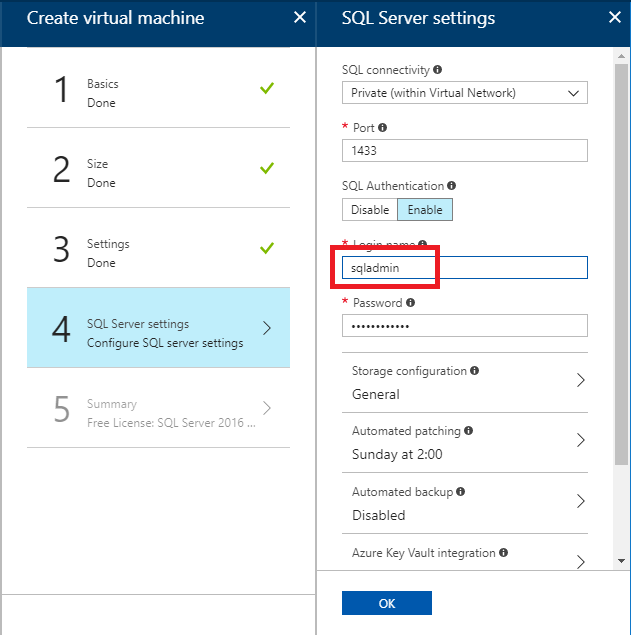 Create virtual machine
SQL Server settings
1
Basics
Done
2
Size
Done
3
Settings
Done
4
SQL Server settings
Configure SQL server settings
5
Summary
Free License: SQL Server 2016 ...
SQL connectivity
Private (within Virtual Network)
* Port
1433
SQL Authentication
Disable Enable
* Login name
sqladmin
* Password
••••••••••••
Storage configuration
General
Automated patching
Sunday at 2:00
Automated backup
Disabled
Azure Key Vault integration
OK